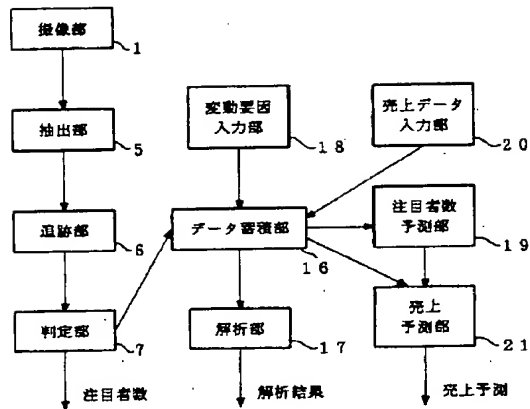 撮像部
1
抽出部
5
変動要因
入力部
18
売上データ
入力部
20
追跡部
6
データ蓄積部
16
注目者数
予測部
19
判定部
7
解析部
17
売上
予測部
21
注目者数
解析結果
売上予測